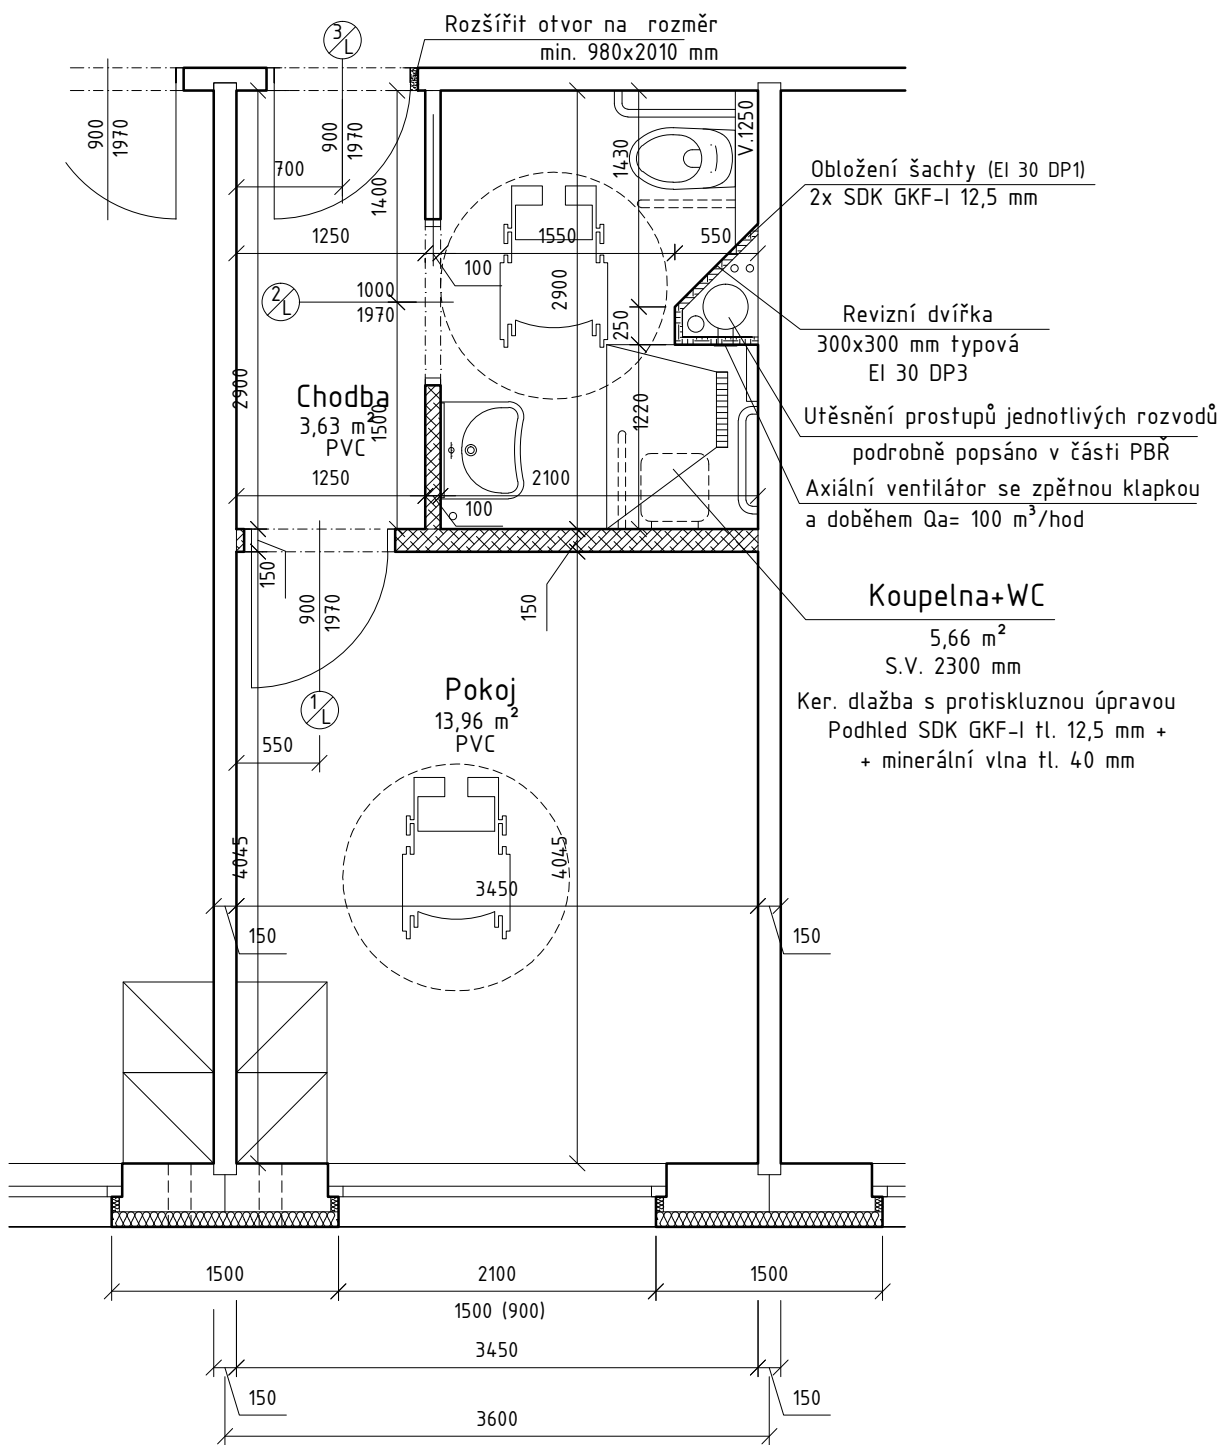 3/L
Rozšířit otvor na rozměr
min. 980x2010 mm
900
1970
900
1970
700
1400
1430
V.1250
Obložení šachty (EI 30 DP1)
2x SDK GKF-I 12,5 mm
1250
1550
550
100
2/L
1000
1970
2900
250
Revizní dvířka
300x300 mm typová
EI 30 DP3
2900
Chodba
3,63 m²
PVC
1500
1220
Utěsnění prostupů jednotlivých rozvodů
podrobně popsáno v části PBŘ
1250
2100
100
Axiální ventilátor se zpětnou klapkou
a doběhem Qa= 100 m³/hod
150
900
1970
150
Koupelna+WC
5,66 m²
S.V. 2300 mm
Ker. dlažba s protiskluznou úpravou
Podhled SDK GKF-I tl. 12,5 mm +
+ minerální vlna tl. 40 mm
1/L
Pokoj
13,96 m²
PVC
550
4045
4045
3450
150
150
1500
2100
1500
1500 (900)
3450
150
150
3600